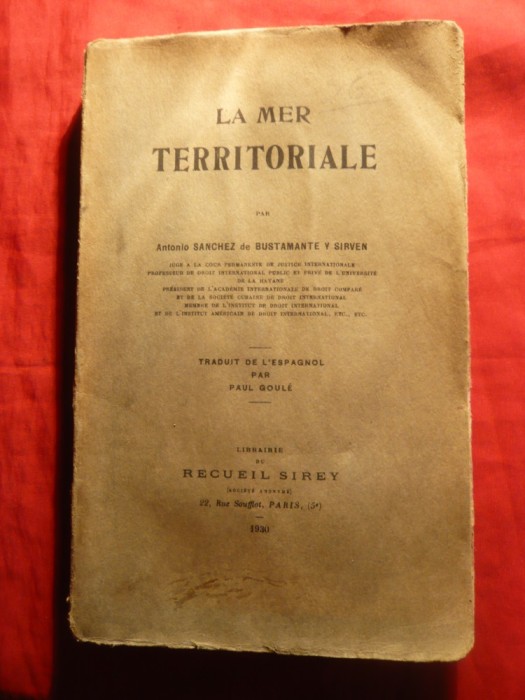 LA MER
TERRITORIALE
PAR
Antonio SANCHEZ de BUSTAMANTE Y SIRVEN
JUGE A LA COUR PERMANENTE DE JUSTICE INTERNATIONALE
PROFESSEUR DE DROIT INTERNATIONAL PUBLIC ET PRIVÉ DE L'UNIVERSITÉ
DE LA HAVANE
PRÉSIDENT DE L'ACADÉMIE INTERNATIONALE DE DROIT COMPARÉ
ET DE LA SOCIÉTÉ CUBAINE DE DROIT INTERNATIONAL
MEMBRE DE L'INSTITUT DE DROIT INTERNATIONAL
ET DE L'INSTITUT AMÉRICAIN DE DROIT INTERNATIONAL, ETC., ETC.
TRADUIT DE L'ESPAGNOL
PAR
PAUL GOULÉ
LIBRAIRIE
DU
RECUEIL SIREY
(SOCIÉTÉ ANONYME)
22, Rue Soufflot, PARIS, (5e)
1930